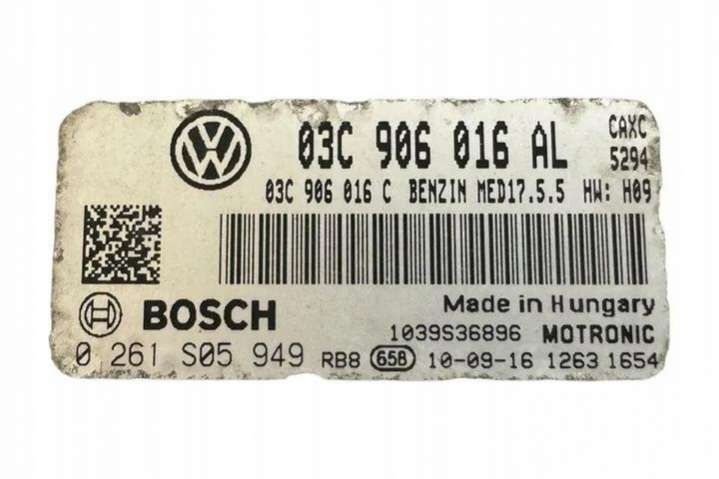 03C 906 016 AL CAXC
5294
03C 906 016 C BENZIN MED17.5.5 HW: H09
BOSCH Made in Hungary
1039S36896 MOTRONIC
0 261 S05 949 RB8 658 10-09-16 1263 1654